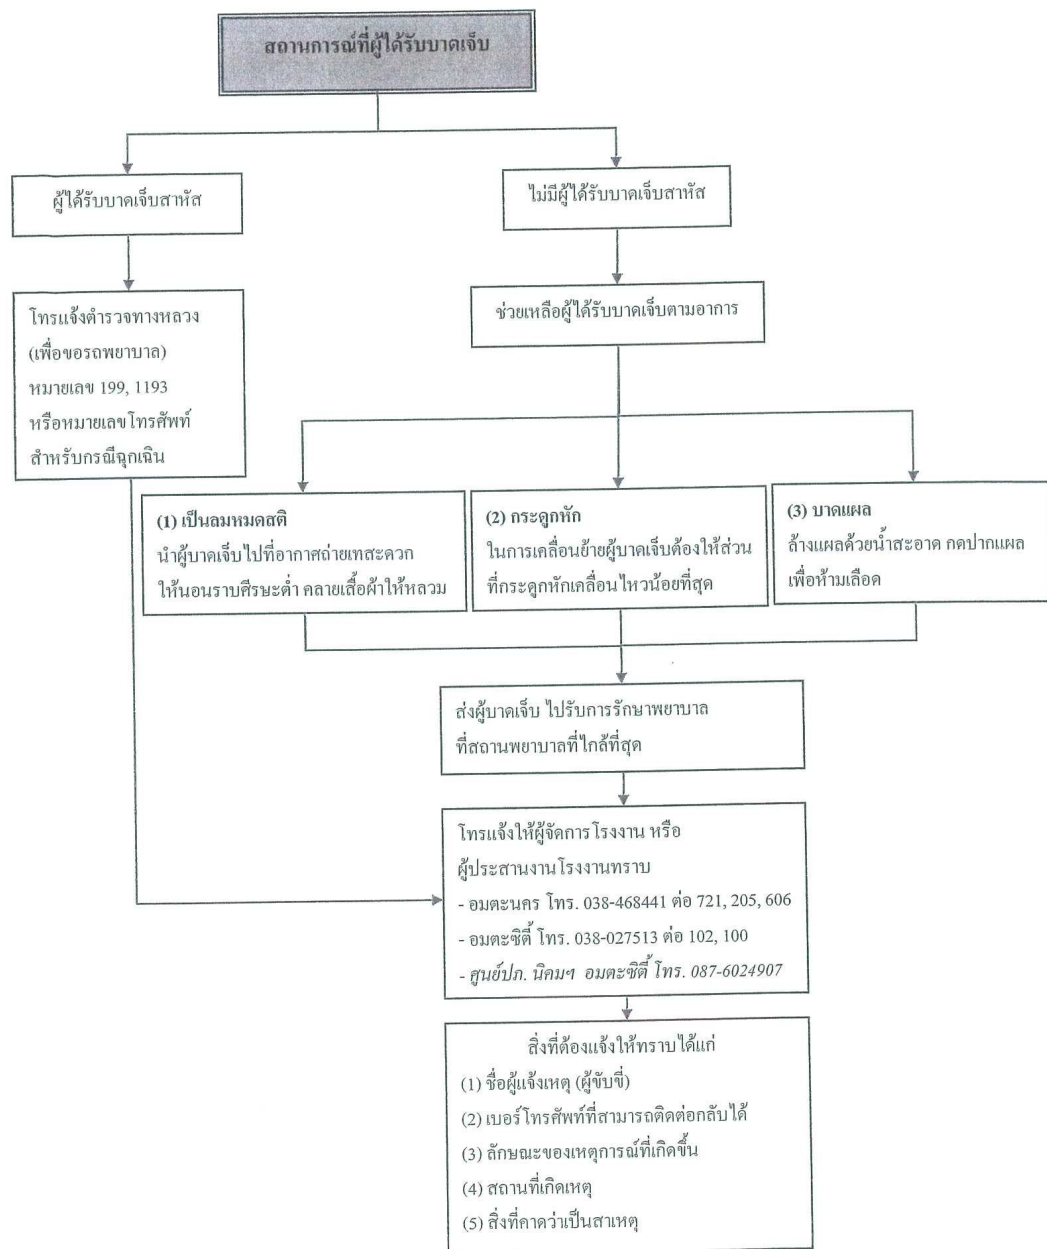 สถานการณ์ที่ผู้ได้รับบาดเจ็บ
ผู้ได้รับบาดเจ็บสาหัส
ไม่มีผู้ได้รับบาดเจ็บสาหัส
โทรแจ้งตำรวจทางหลวง
(เพื่อขอรถพยาบาล)
หมายเลข 199, 1193
หรือหมายเลขโทรศัพท์
สำหรับกรณีฉุกเฉิน
ช่วยเหลือผู้ได้รับบาดเจ็บตามอาการ
(1) เป็นลมหมดสติ
นำผู้บาดเจ็บไปที่อากาศถ่ายเทสะดวก
ให้นอนราบศีรษะต่ำ คลายเสื้อผ้าให้หลวม
(2) กระดูกหัก
ในการเคลื่อนย้ายผู้บาดเจ็บต้องให้ส่วน
ที่กระดูกหักเคลื่อนไหวน้อยที่สุด
(3) บาดแผล
ล้างแผลด้วยน้ำสะอาด กดปากแผล
เพื่อห้ามเลือด
ส่งผู้บาดเจ็บ ไปรับการรักษาพยาบาล
ที่สถานพยาบาลที่ใกล้ที่สุด
โทรแจ้งให้ผู้จัดการโรงงาน หรือ
ผู้ประสานงานโรงงานทราบ
- อมตะนคร โทร. 038-468441 ต่อ 721, 205, 606
- อมตะซิตี้ โทร. 038-027513 ต่อ 102, 100
- ศูนย์ปภ. นิคมฯ อมตะซิตี้ โทร. 087-6024907
สิ่งที่ต้องแจ้งให้ทราบได้แก่
(1) ชื่อผู้แจ้งเหตุ (ผู้ขับขี่)
(2) เบอร์โทรศัพท์ที่สามารถติดต่อกลับได้
(3) ลักษณะของเหตุการณ์ที่เกิดขึ้น
(4) สถานที่เกิดเหตุ
(5) สิ่งที่คาดว่าเป็นสาเหตุ